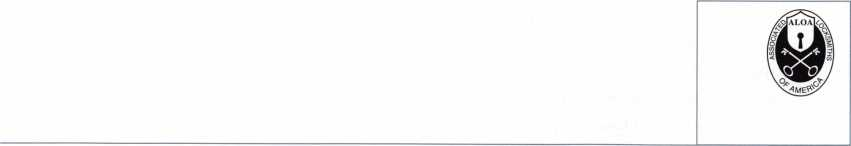 ALOA
ASSOCIATED LOCKSMITHS
OF AMERICA